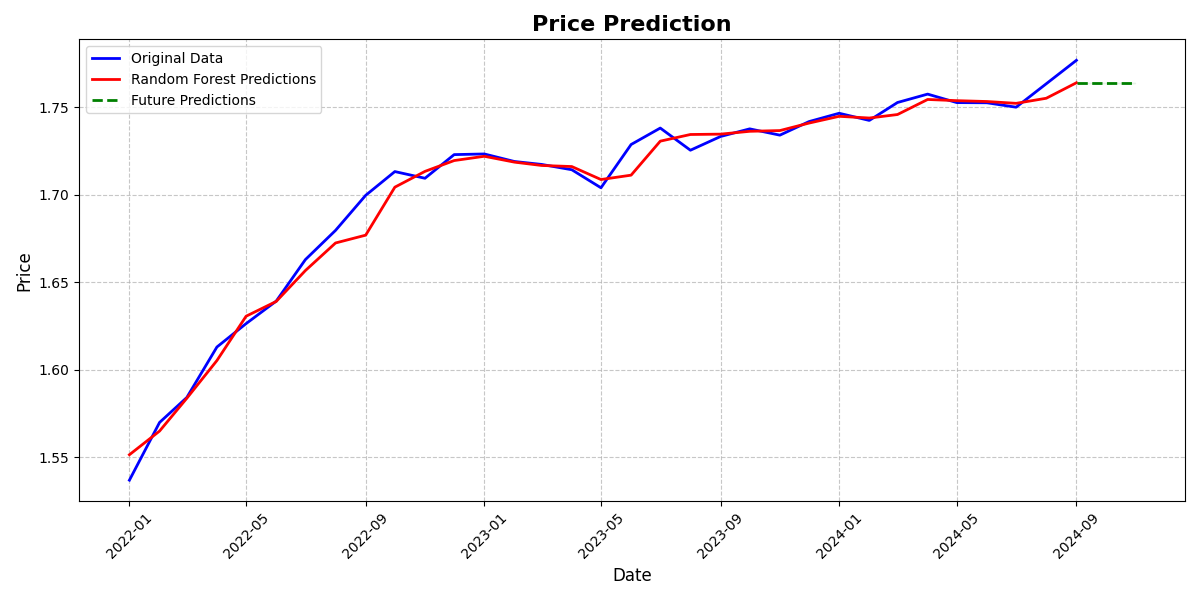 Price Prediction
Original Data
Random Forest Predictions
Future Predictions
Price
1.75
1.70
1.65
1.60
1.55
2022-01
2022-05
2022-09
2023-01
2023-05
2023-09
2024-01
2024-05
2024-09
Date